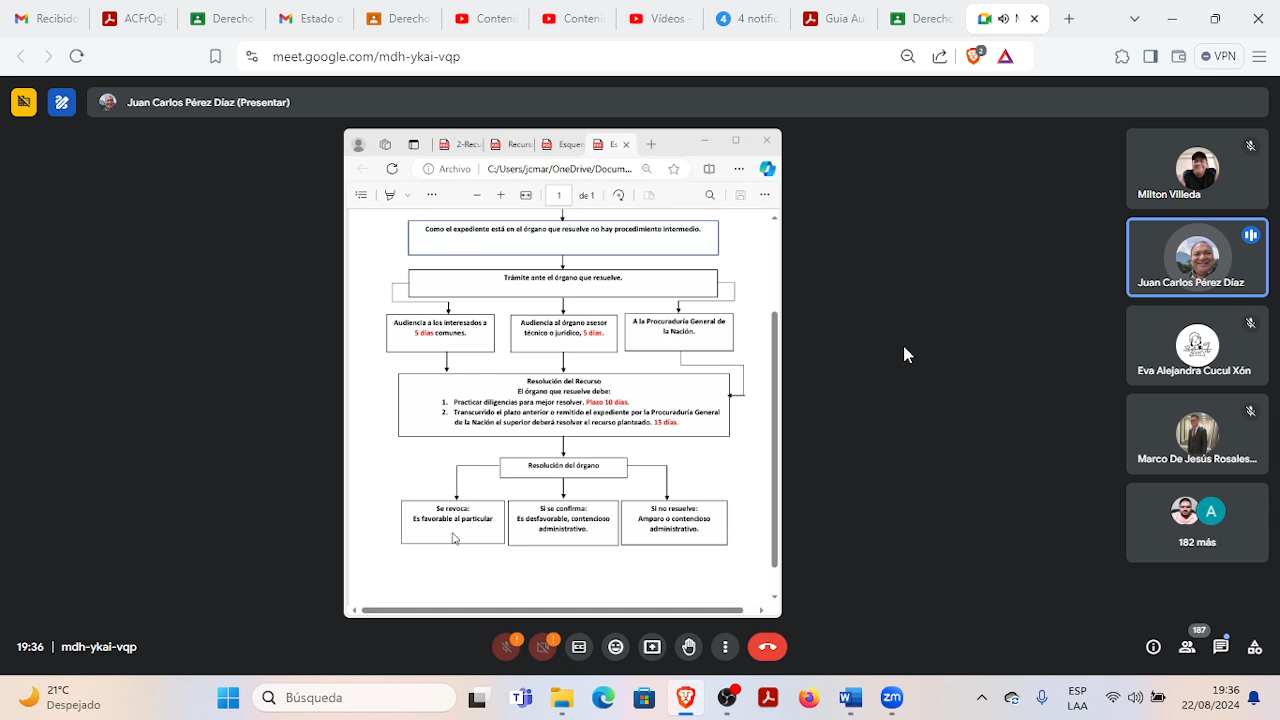 Recibido
ACFrOg
Derecho
Estado o
Derecho
Conteni
Conteni
Vídeos -
4 notific
Guia Au
Derecho
meet.google.com/mdh-ykai-vqp
2
VPN
Juan Carlos Pérez Díaz (Presentar)
2-Recu
Recurs
Esquer
Es
Archivo
C:/Users/jcmar/OneDrive/Docum...
1
de 1
Como el expediente está en el órgano que resuelve no hay procedimiento intermedio.
Trámite ante el órgano que resuelve.
Audiencia a los interesados a
5 días comunes.
Audiencia al órgano asesor
técnico o jurídico, 5 días.
A la Procuraduría General de
la Nación.
Resolución del Recurso
El órgano que resuelve debe:
1. Practicar diligencias para mejor resolver. Plazo 10 días.
2. Transcurrido el plazo anterior o remitido el expediente por la Procuraduría General
de la Nación el superior deberá resolver el recurso planteado. 15 días.
Resolución del órgano
Se revoca:
Es favorable al particular
Si se confirma:
Es desfavorable, contencioso
administrativo.
Si no resuelve:
Amparo o contencioso
administrativo.
Milton Villeda
Juan Carlos Pérez Díaz
Eva Alejandra Cucul Cán
Marco De Jesús Rosales...
A
182 más
19:36 | mdh-ykai-vqp
187
21°C
Despejado
Búsqueda
zm
ESP
LAA
19:36
22/08/2024